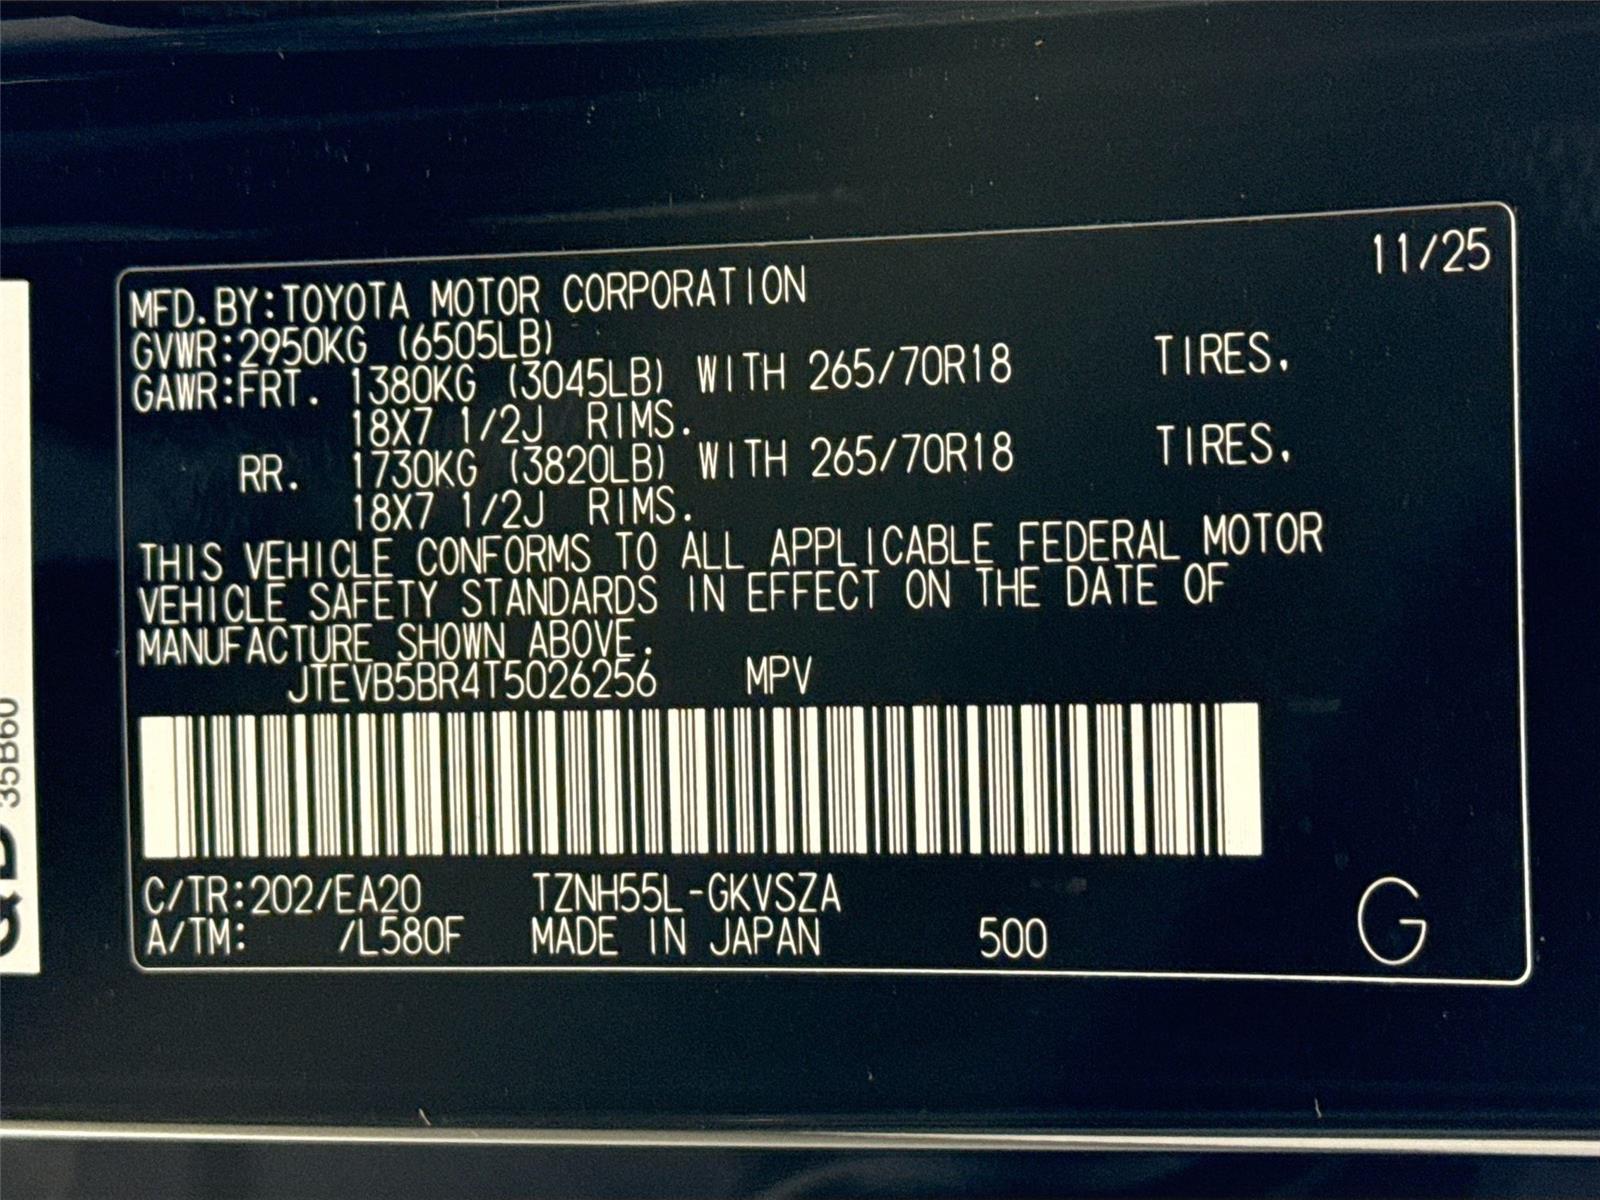 11/25
MFD.BY:TOYOTA MOTOR CORPORATION
GVWR:2950KG (6505LB)
GAWR:FRT. 1380KG (3045LB) WITH 265/70R18 TIRES.
18X7 1/2J RIMS.
RR. 1730KG (3820LB) WITH 265/70R18 TIRES.
18X7 1/2J RIMS.
THIS VEHICLE CONFORMS TO ALL APPLICABLE FEDERAL MOTOR
VEHICLE SAFETY STANDARDS IN EFFECT ON THE DATE OF
MANUFACTURE SHOWN ABOVE.
JTEVB5BR4T5026256 MPV
C/TR:202/EA20 TZNH55L-GKVSZA
A/TM: /L580F MADE IN JAPAN 500 G
35B60